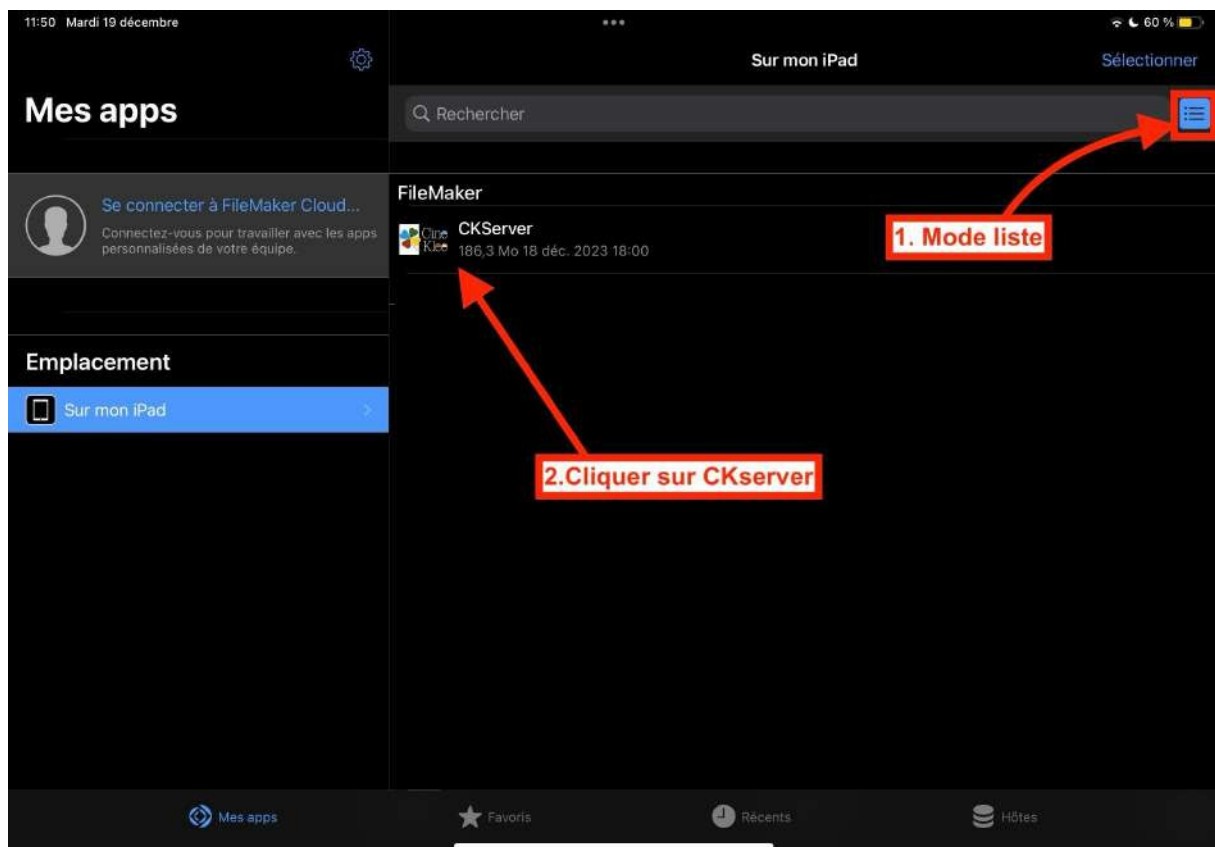 11:50 Mardi 19 décembre
60 %
Sur mon iPad
Sélectionner
Mes apps
Rechercher
Se connecter à FileMaker Cloud...
Connectez-vous pour travailler avec les apps
personnalisées de votre équipe.
FileMaker
Cine
Klee
CKServer
186,3 Mo 18 déc. 2023 18:00
1. Mode liste
Emplacement
Sur mon iPad
2.Cliquer sur CKserver
Mes apps
Favoris
Récents
Hôtes